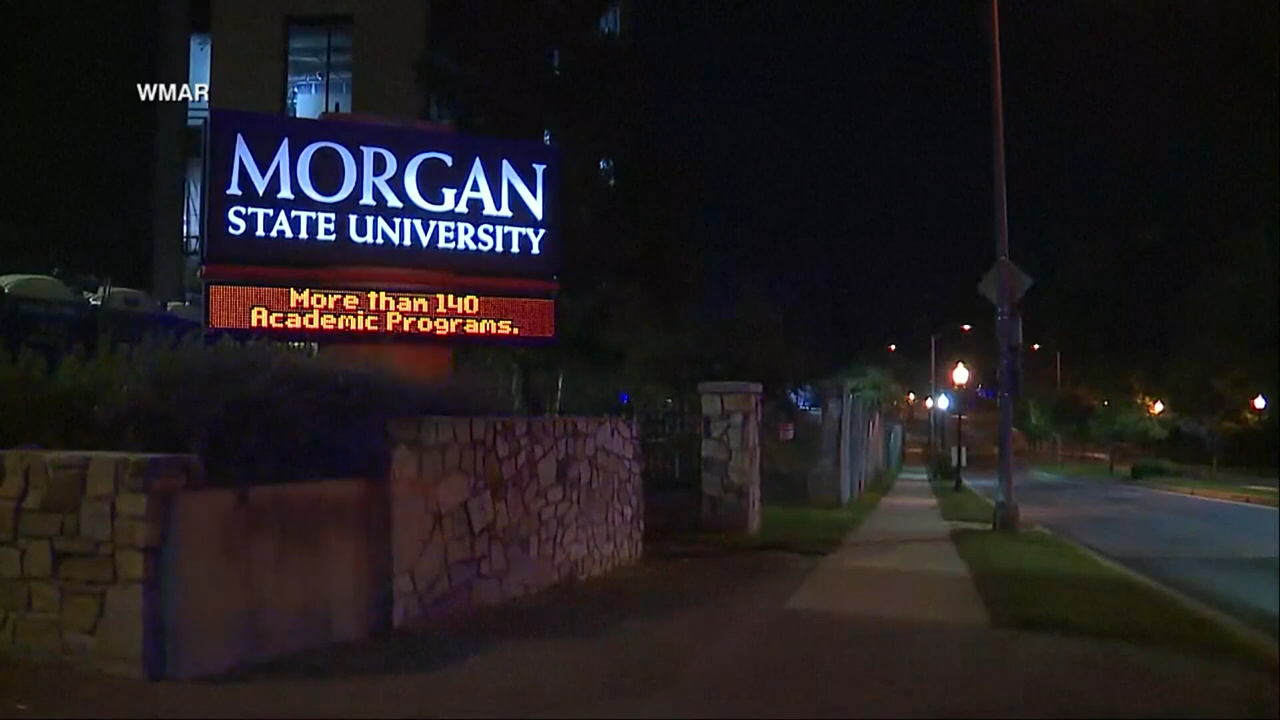 WMAR
MORGAN
STATE UNIVERSITY
More than 140
Academic Programs.